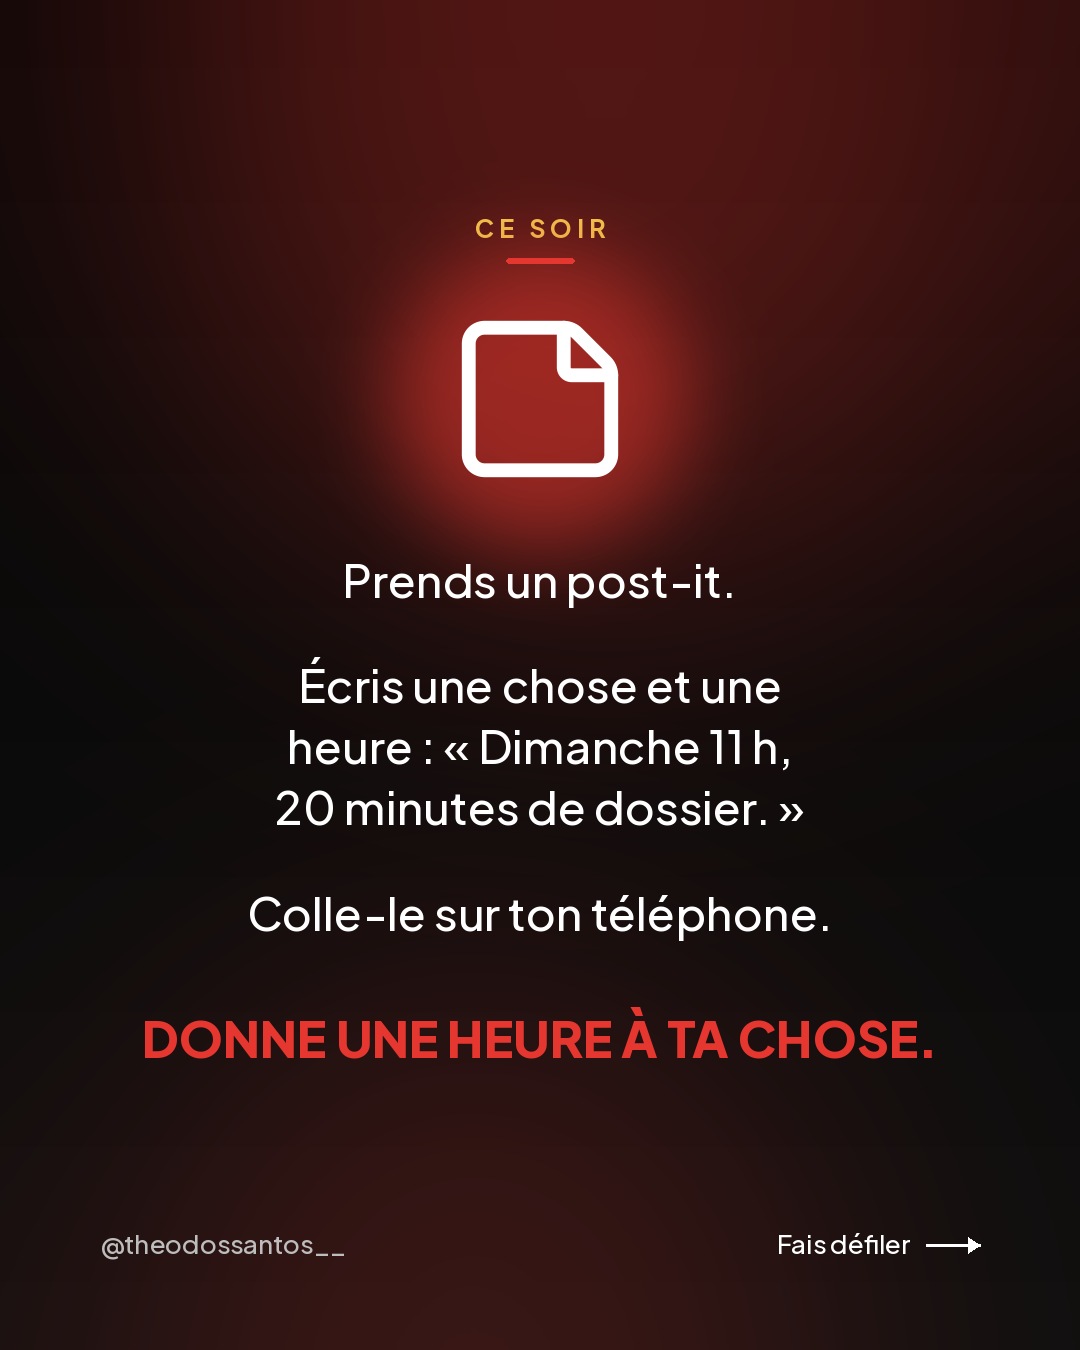 CE SOIR
Prends un post-it.
Écris une chose et une
heure : « Dimanche 11 h,
20 minutes de dossier. »
Colle-le sur ton téléphone.
DONNE UNE HEURE À TA CHOSE.
@theodossantos__
Fais défiler